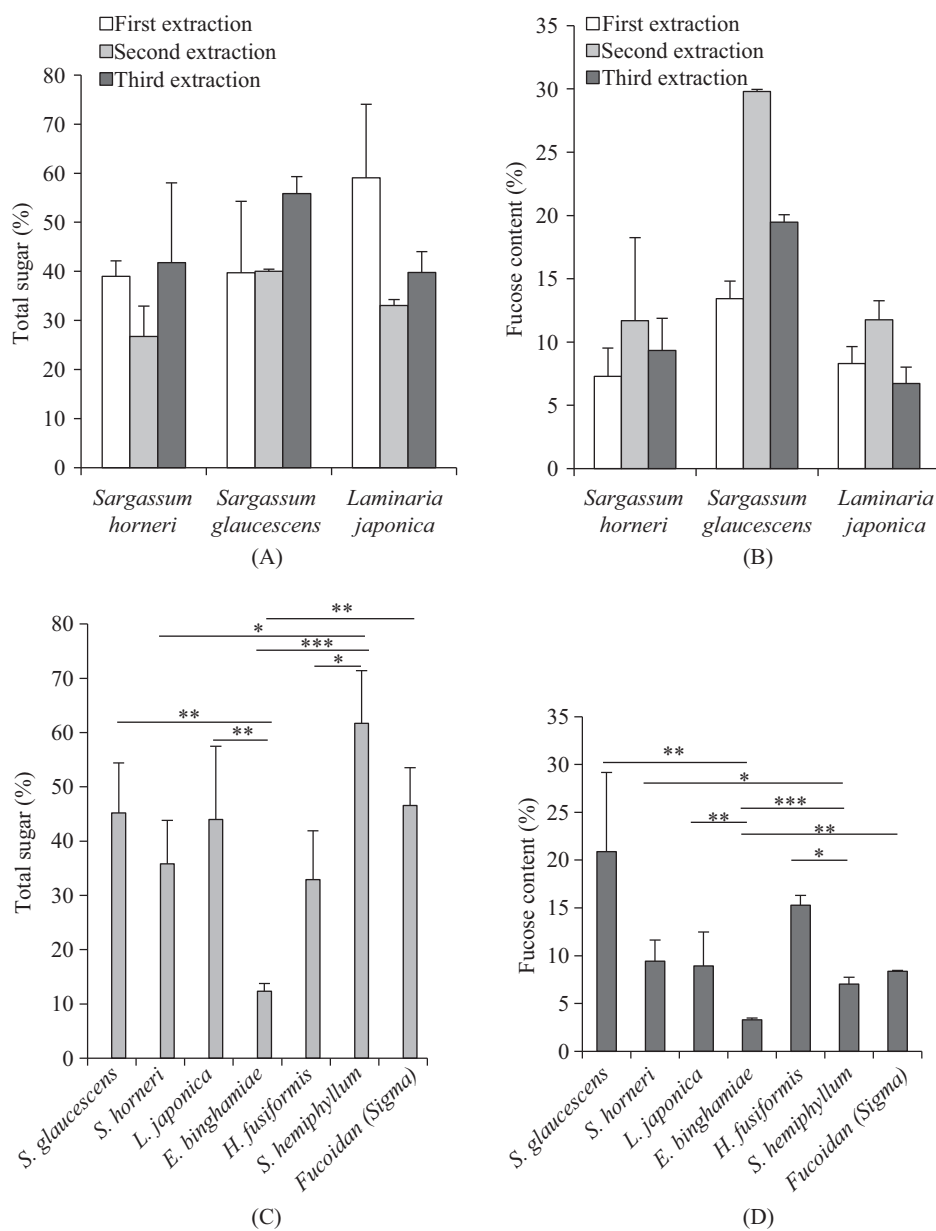 First extraction
Second extraction
Third extraction
80
70
60
50
40
30
20
10
0
Total sugar (%)
Sargassum horneri
Sargassum glaucescens
Laminaria japonica
(A)
First extraction
Second extraction
Third extraction
35
30
25
20
15
10
5
0
Fucose content (%)
Sargassum horneri
Sargassum glaucescens
Laminaria japonica
(B)
80
70
60
50
40
30
20
10
0
Total sugar (%)
**
*
***
*
**
**
S. glaucescens
S. horneri
L. japonica
E. binghamiae
H. fusiformis
S. hemiphyllum
Fucoidan (Sigma)
(C)
35
30
25
20
15
10
5
0
Fucose content (%)
**
*
***
**
**
*
S. glaucescens
S. horneri
L. japonica
E. binghamiae
H. fusiformis
S. hemiphyllum
Fucoidan (Sigma)
(D)